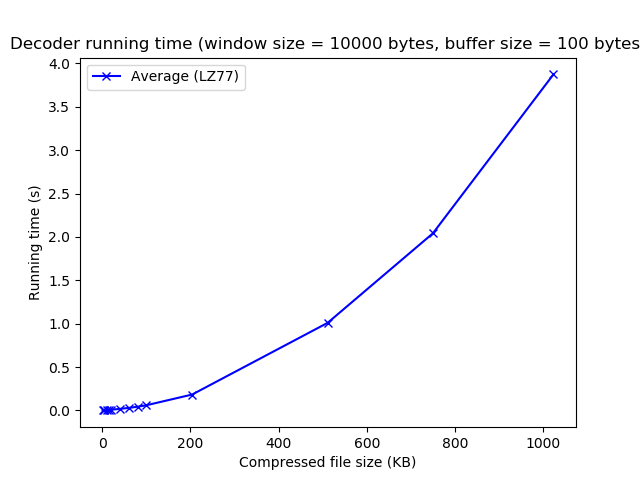 Decoder running time (window size = 10000 bytes, buffer size = 100 bytes
Average (LZ77)
4.0
3.5
3.0
2.5
2.0
1.5
1.0
0.5
0.0
Running time (s)
0 200 400 600 800 1000
Compressed file size (KB)